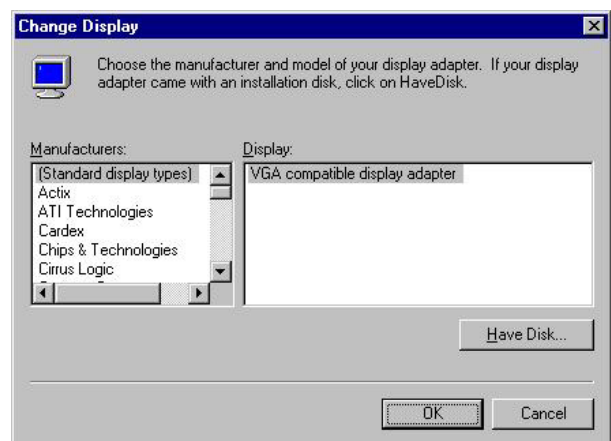 Change Display
Choose the manufacturer and model of your display adapter. If your display
adapter came with an installation disk, click on HaveDisk.
Manufacturers:
(Standard display types)
Actix
ATI Technologies
Cardex
Chips & Technologies
Cirrus Logic
Display:
VGA compatible display adapter
Have Disk...
OK
Cancel